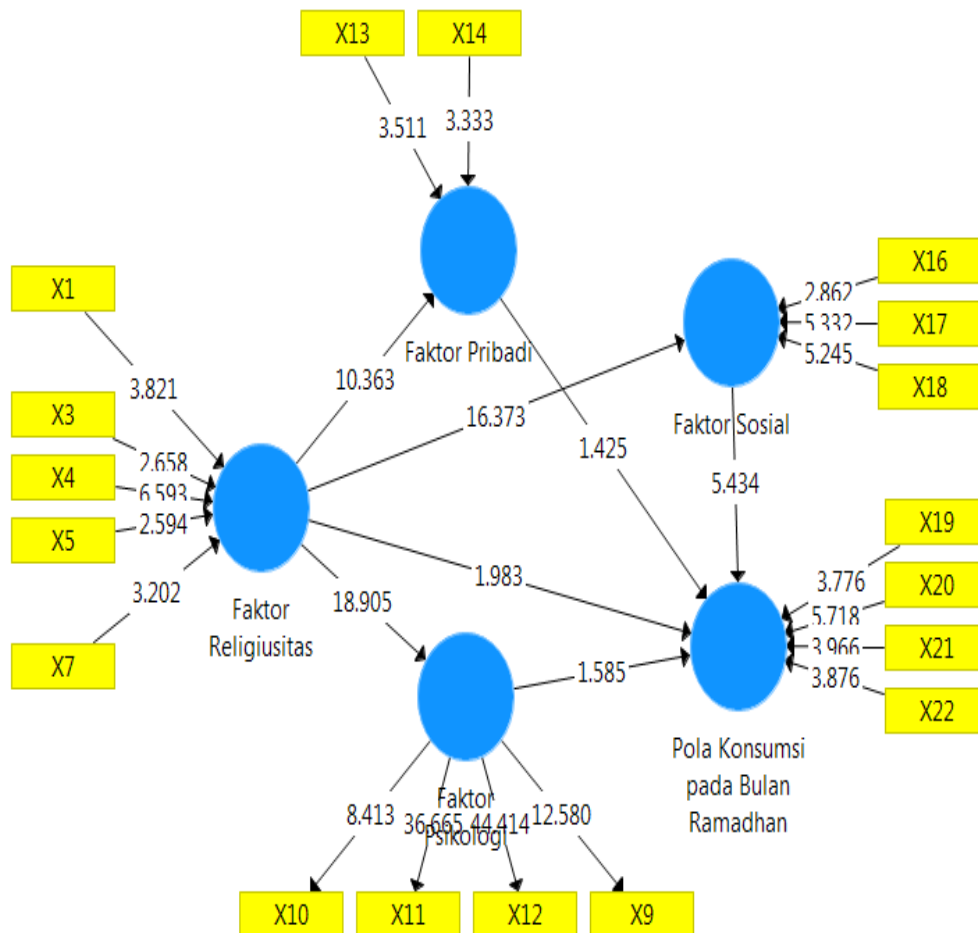 X13
X14
3.511
3.333
X1
Faktor Pribadi
X16
2.862
X17
5.332
X18
5.245
Faktor Sosial
3.821
10.363
16.373
1.425
5.434
X3
2.658
X4
6.593
X5
2.594
X7
3.202
Faktor
Religiusitas
18.905
1.983
1.585
X19
3.776
X20
5.718
X21
3.966
X22
3.876
Pola Konsumsi
pada Bulan
Ramadhan
Faktor
Psikologi
8.413
36.665
44.414
12.580
X10
X11
X12
X9